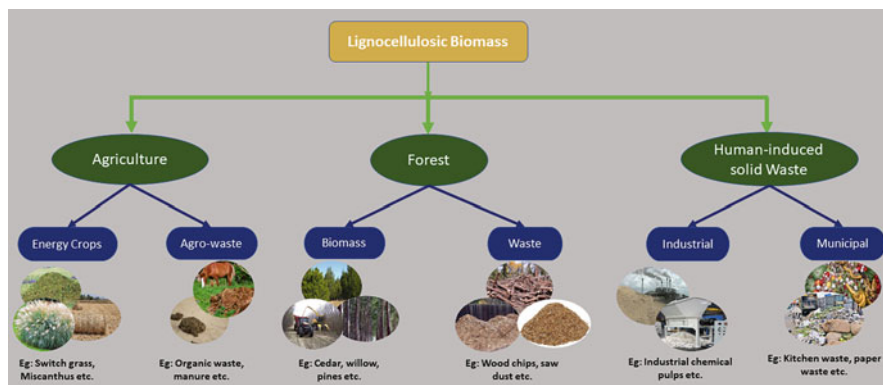 Lignocellulosic Biomass
Agriculture
Forest
Human-induced
solid Waste
Energy Crops
Agro-waste
Biomass
Waste
Industrial
Municipal
Eg: Switch grass,
Miscanthus etc.
Eg: Organic waste,
manure etc.
Eg: Cedar, willow,
pines etc.
Eg: Wood chips, saw
dust etc.
Eg: Industrial chemical
pulps etc.
Eg: Kitchen waste, paper
waste etc.